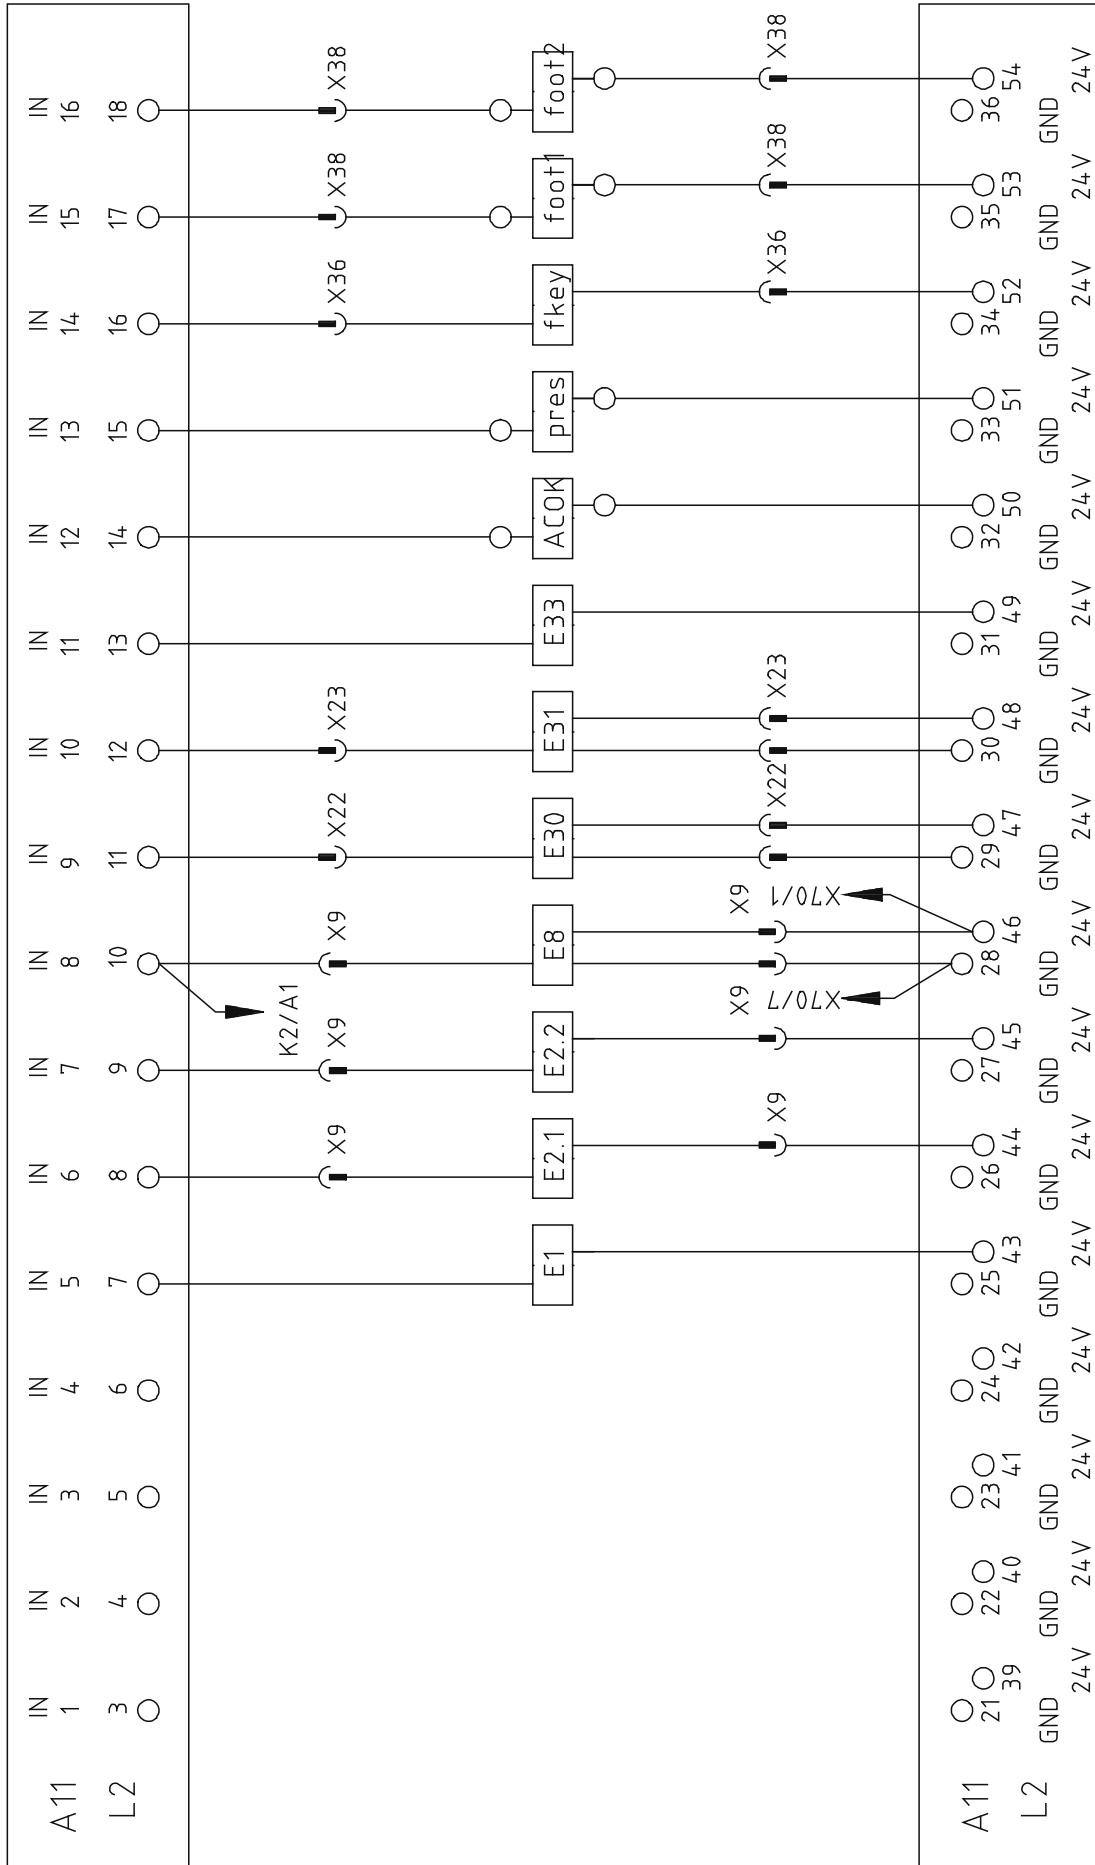 IN IN IN IN IN IN IN IN IN IN IN IN IN IN IN IN
A11 1 2 3 4 5 6 7 8 9 10 11 12 13 14 15 16
L2 3 4 5 6 7 8 9 10 11 12 13 14 15 16 17 18
K2/A1
X9 X9 X9 X22 X23 X36 X38 X38
E1 E2.1 E2.2 E8 E30 E31 E33 ACOK pres fkey foot1 foot2
X9 X9
X9 X22 X23 X36 X38 X38
X70/7 X70/1
A11 21 22 23 24 25 26 27 28 29 30 31 32 33 34 35 36
39 40 41 42 43 44 45 46 47 48 49 50 51 52 53 54
L2 GND GND GND GND GND GND GND GND GND GND GND GND GND GND GND GND
24V 24V 24V 24V 24V 24V 24V 24V 24V 24V 24V 24V 24V 24V 24V 24V